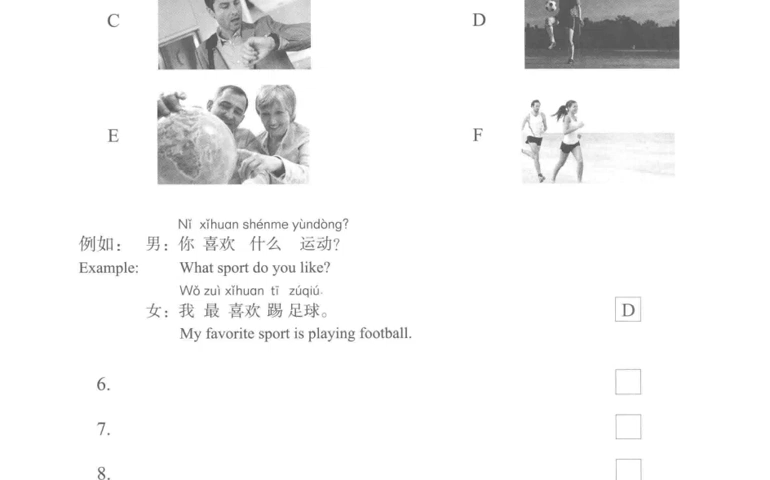 C
D
E
F
Nǐ xǐhuan shénme yùndòng?
例如： 男：你 喜欢 什么 运动？
Example: What sport do you like?
Wǒ zuì xǐhuan tī zúqiú.
女：我 最 喜欢 踢 足球。 D
My favorite sport is playing football.
6.
7.
8.